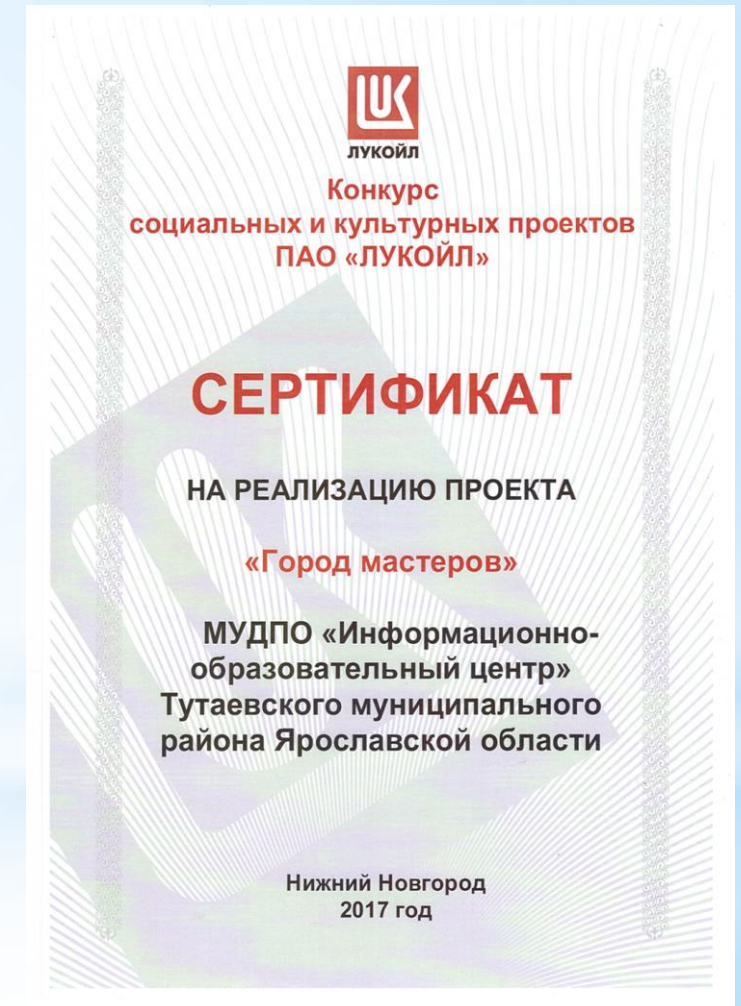 ЛУКОЙЛ
Конкурс
социальных и культурных проектов
ПАО «ЛУКОЙЛ»
СЕРТИФИКАТ
НА РЕАЛИЗАЦИЮ ПРОЕКТА
«Город мастеров»
МУДПО «Информационно-
образовательный центр»
Тутаевского муниципального
района Ярославской области
Нижний Новгород
2017 год